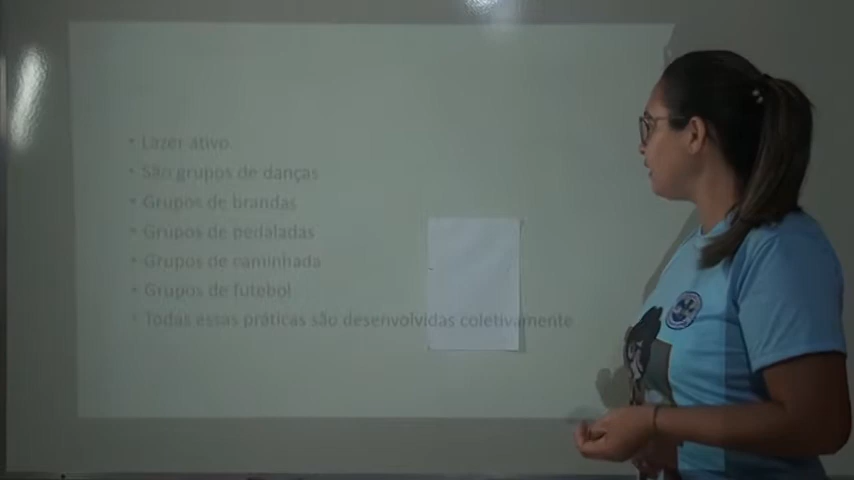 • Lazer ativo.
• São grupos de danças
• Grupos de brandas
• Grupos de pedaladas
• Grupos de caminhada
• Grupos de futebol
• Todas essas práticas são desenvolvidas coletivamente